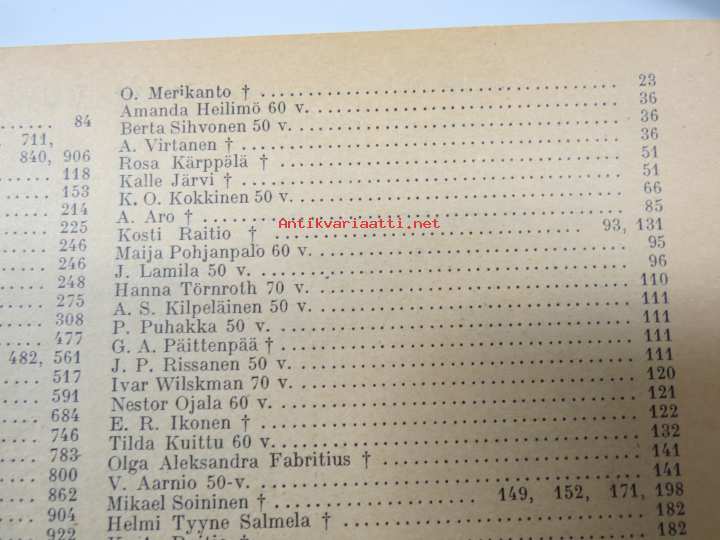 84
711,
840, 906
118
153
214
225
246
246
248
275
308
477
482, 561
517
591
684
746
783
800
862
904
922
O. Merikanto † 23
Amanda Heilimö 60 v. 36
Berta Sihvonen 50 v. 36
A. Virtanen † 36
Rosa Kärppälä † 51
Kalle Järvi † 51
K. O. Kokkinen 50 v. 66
A. Aro † 85
Kosti Raitio † 93, 131
Maija Pohjanpalo 60 v. 95
J. Lamila 50 v. 96
Hanna Törnroth 70 v. 110
A. S. Kilpeläinen 50 v. 111
P. Puhakka 50 v. 111
G. A. Päittenpää † 111
J. P. Rissanen 50 v. 111
Ivar Wilskman 70 v. 120
Nestor Ojala 60 v. 121
E. R. Ikonen † 122
Tilda Kuittu 60 v. 132
Olga Aleksandra Fabritius † 141
V. Aarnio 50-v. 141
Mikael Soininen † 149, 152, 171, 198
Helmi Tyyne Salmela † 182
182
Antikvariaatti.net